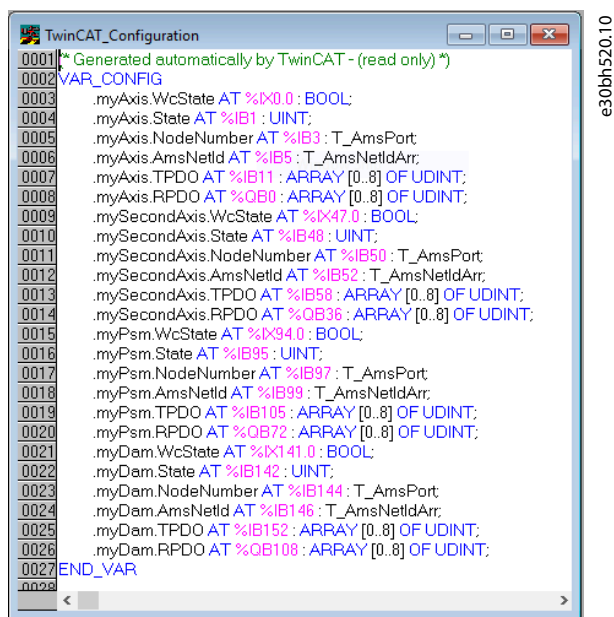 TwinCAT_Configuration
0001 (* Generated automatically by TwinCAT - (read only) *)
0002 VAR_CONFIG
0003 .myAxis.WcState AT %IX0.0 : BOOL;
0004 .myAxis.State AT %IB1 : UINT;
0005 .myAxis.NodeNumber AT %IB3 : T_AmsPort;
0006 .myAxis.AmsNetId AT %IB5 : T_AmsNetIdArr;
0007 .myAxis.TPDO AT %IB11 : ARRAY [0..8] OF UDINT;
0008 .myAxis.RPDO AT %QB0 : ARRAY [0..8] OF UDINT;
0009 .mySecondAxis.WcState AT %IX47.0 : BOOL;
0010 .mySecondAxis.State AT %IB48 : UINT;
0011 .mySecondAxis.NodeNumber AT %IB50 : T_AmsPort;
0012 .mySecondAxis.AmsNetId AT %IB52 : T_AmsNetIdArr;
0013 .mySecondAxis.TPDO AT %IB58 : ARRAY [0..8] OF UDINT;
0014 .mySecondAxis.RPDO AT %QB36 : ARRAY [0..8] OF UDINT;
0015 .myPsm.WcState AT %IX94.0 : BOOL;
0016 .myPsm.State AT %IB95 : UINT;
0017 .myPsm.NodeNumber AT %IB97 : T_AmsPort;
0018 .myPsm.AmsNetId AT %IB99 : T_AmsNetIdArr;
0019 .myPsm.TPDO AT %IB105 : ARRAY [0..8] OF UDINT;
0020 .myPsm.RPDO AT %QB72 : ARRAY [0..8] OF UDINT;
0021 .myDam.WcState AT %IX141.0 : BOOL;
0022 .myDam.State AT %IB142 : UINT;
0023 .myDam.NodeNumber AT %IB144 : T_AmsPort;
0024 .myDam.AmsNetId AT %IB146 : T_AmsNetIdArr;
0025 .myDam.TPDO AT %IB152 : ARRAY [0..8] OF UDINT;
0026 .myDam.RPDO AT %QB108 : ARRAY [0..8] OF UDINT;
0027 END_VAR
0028
e30bh520.10